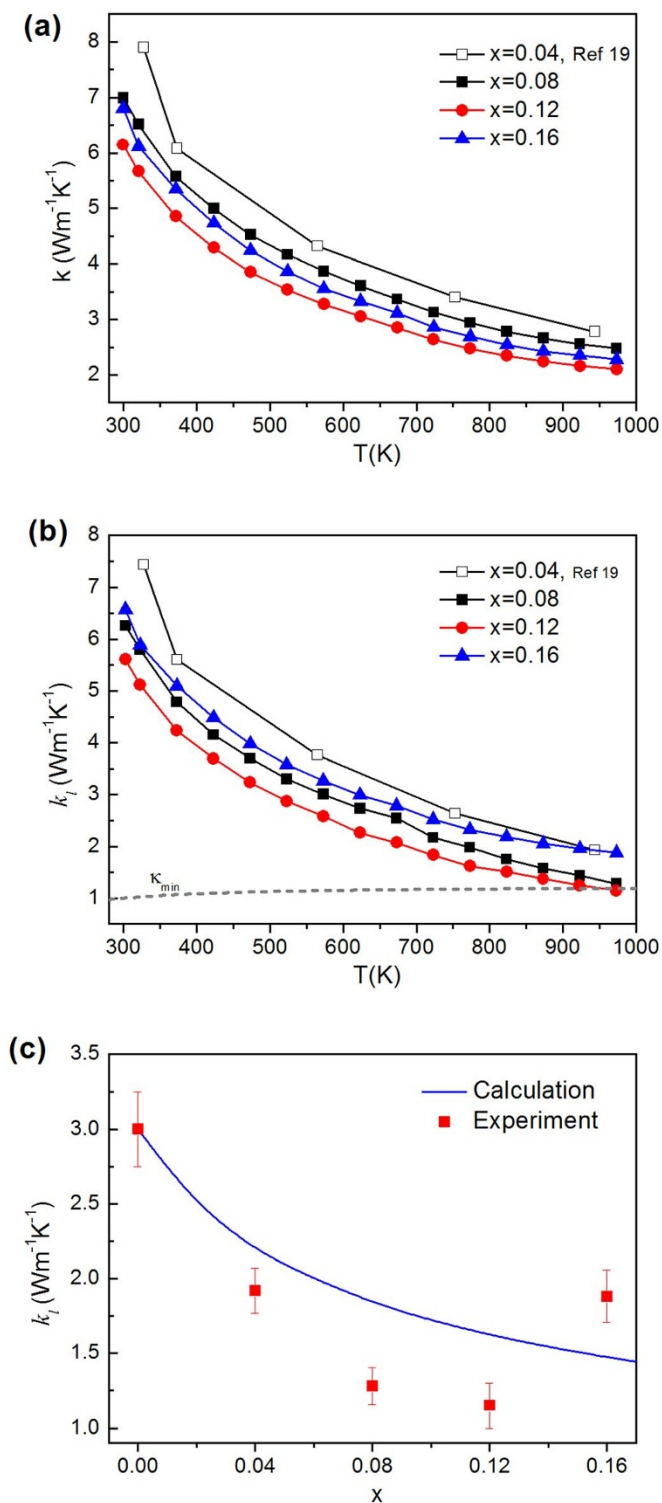 (a)
8
7
6
5
4
3
2
k (Wm⁻¹K⁻¹)
x=0.04, Ref 19
x=0.08
x=0.12
x=0.16
300 400 500 600 700 800 900 1000
T(K)
(b)
8
7
6
5
4
3
2
1
k_l (Wm⁻¹K⁻¹)
x=0.04, Ref 19
x=0.08
x=0.12
x=0.16
κ_min
300 400 500 600 700 800 900 1000
T(K)
(c)
3.5
3.0
2.5
2.0
1.5
1.0
k_l (Wm⁻¹K⁻¹)
Calculation
Experiment
0.00 0.04 0.08 0.12 0.16
x